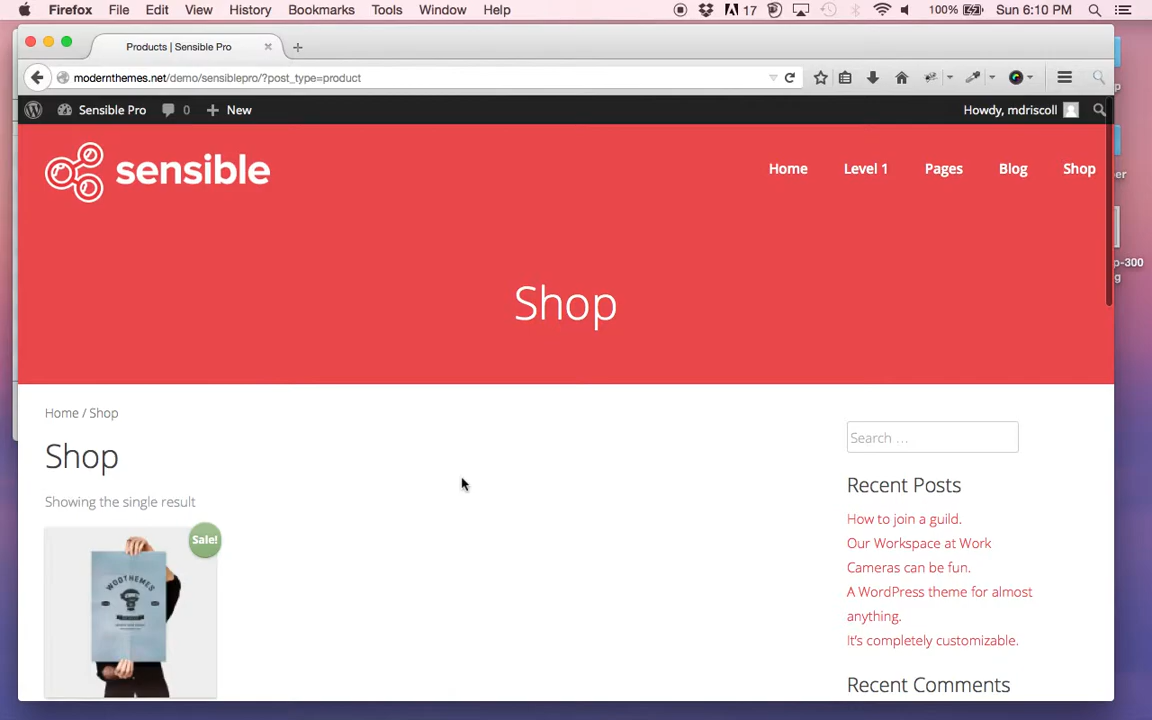 Firefox File Edit View History Bookmarks Tools Window Help 17 100% Sun 6:10 PM
Products | Sensible Pro
modernthemes.net/demo/sensiblepro/?post_type=product
Sensible Pro 0 New Howdy, mdriscoll
sensible
Home Level 1 Pages Blog Shop
Shop
Home / Shop
Shop
Showing the single result
Sale!
WOOTHEMES
Search …
Recent Posts
How to join a guild.
Our Workspace at Work
Cameras can be fun.
A WordPress theme for almost
anything.
It's completely customizable.
Recent Comments
p
er
p-300
g